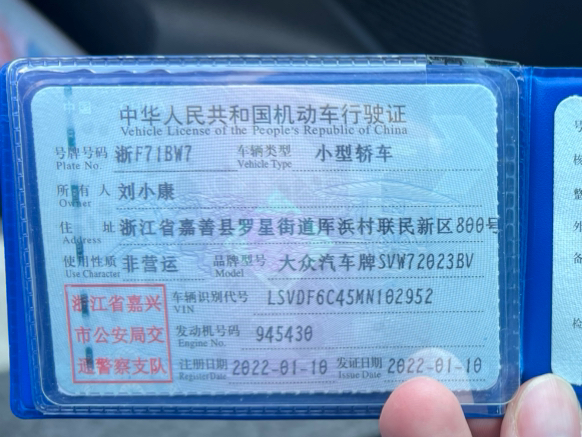 中华人民共和国机动车行驶证
Vehicle License of the People's Republic of China
号牌号码 浙F71BW7 车辆类型 小型轿车
Plate No. Vehicle Type
所有人 刘小康
Owner
住址 浙江省嘉善县罗星街道厍浜村联民新区800号
Address
使用性质 非营运 品牌型号 大众汽车牌SVW72023BV
Use Character Model
浙江省嘉兴
市公安局交
通警察支队
车辆识别代号 LSVDF6C45MN102952
VIN
发动机号码 945430
Engine No.
注册日期 2022-01-10 发证日期 2022-01-10
Register Date Issue Date